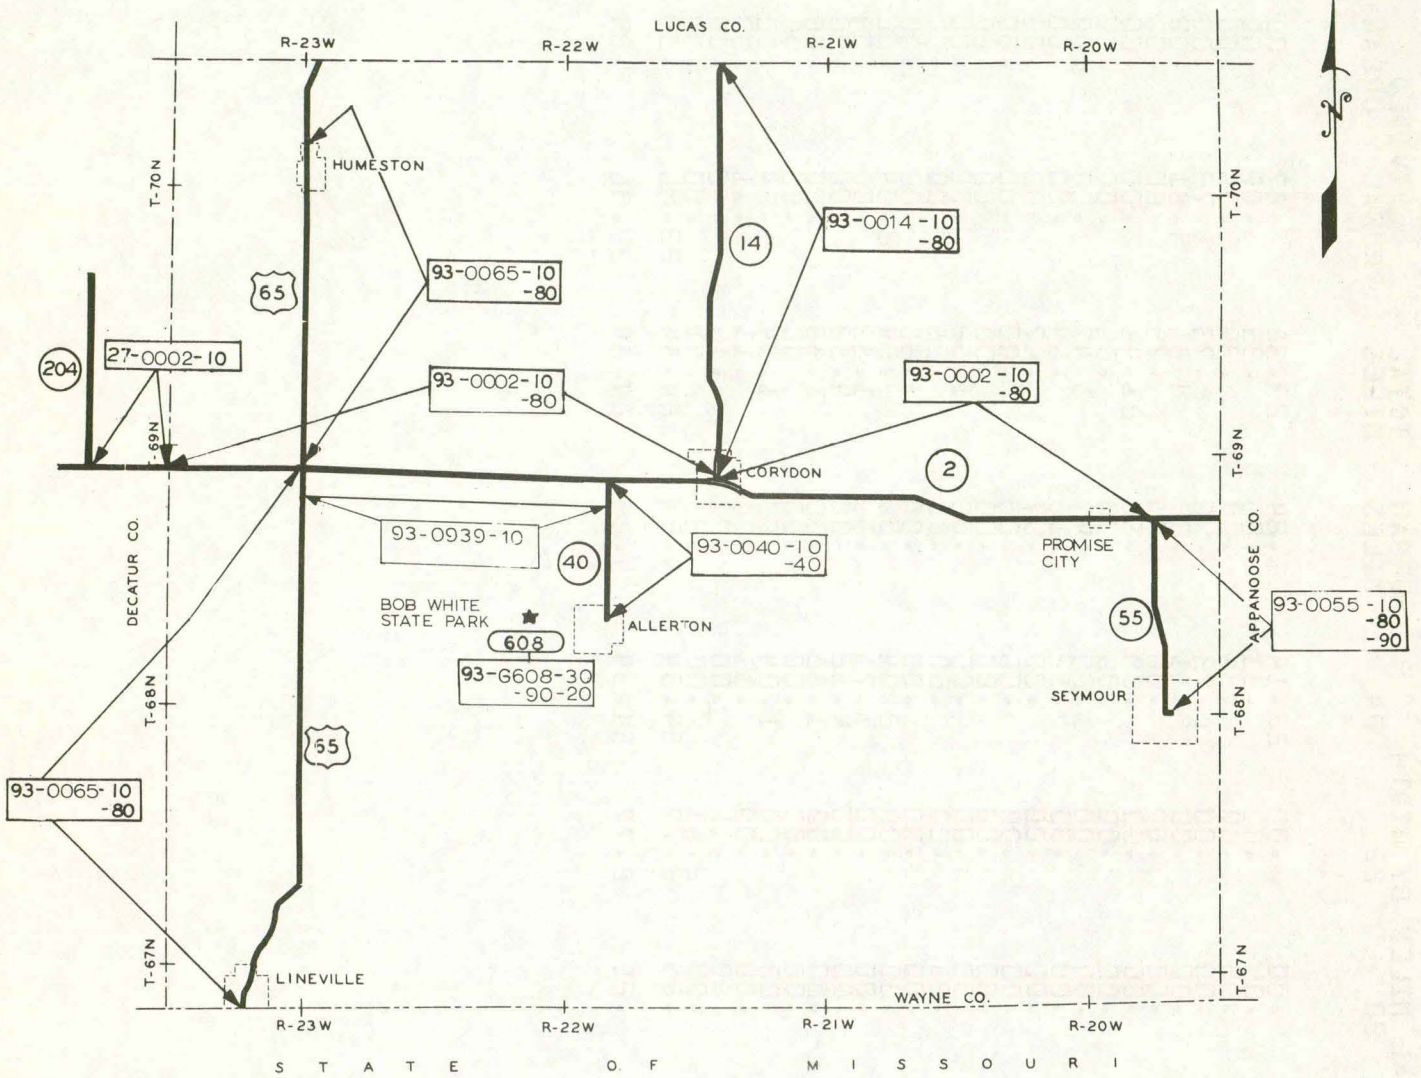 LUCAS CO.
R-23W
R-22W
R-21W
R-20W
HUMESTON
T-70N
T-70N
93-0014-10
-80
14
93-0065-10
-80
65
204
27-0002-10
93-0002-10
-80
93-0002-10
-80
T-69N
T-69N
CORYDON
2
93-0939-10
40
93-0040-10
-40
PROMISE
CITY
DECATUR CO.
APPANOOSE CO.
BOB WHITE
STATE PARK
608
93-G608-30
-90-20
ALLERTON
55
93-0055-10
-80
-90
SEYMOUR
T-68N
T-68N
65
93-0065-10
-80
T-67N
T-67N
LINEVILLE
WAYNE CO.
R-23W
R-22W
R-21W
R-20W
STATE OF MISSOURI
N